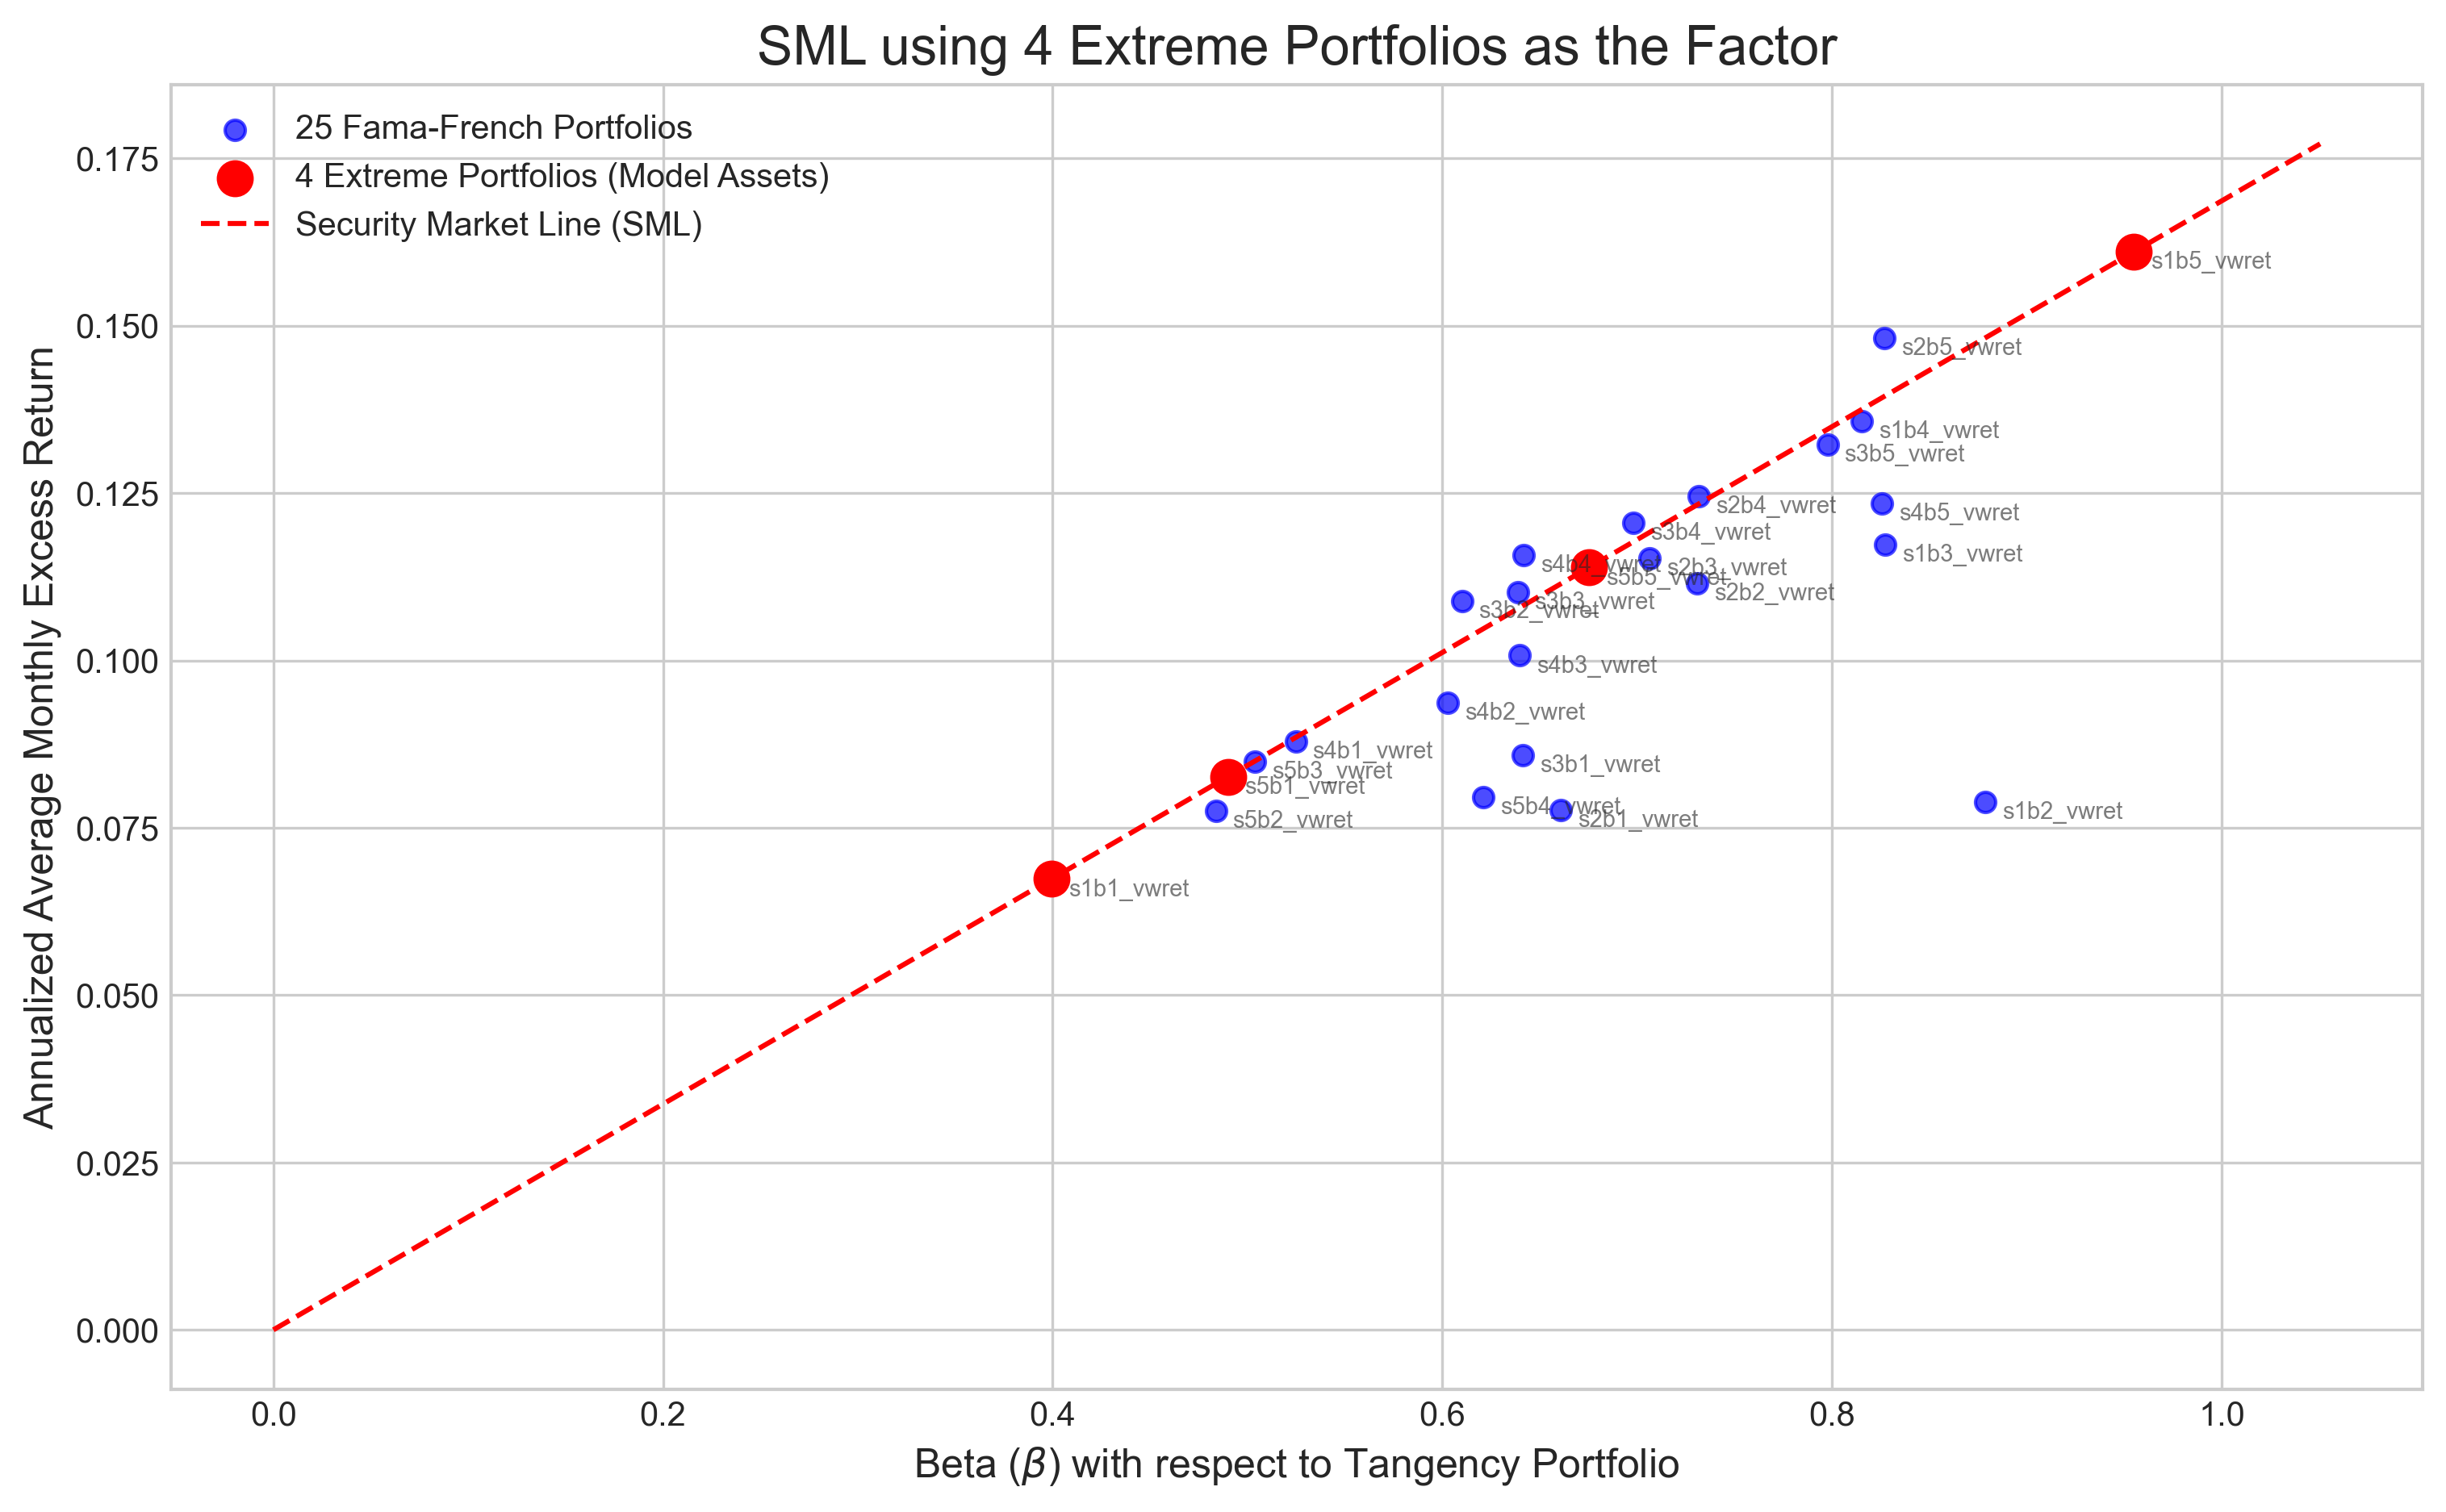 SML using 4 Extreme Portfolios as the Factor
25 Fama-French Portfolios
4 Extreme Portfolios (Model Assets)
Security Market Line (SML)
Annualized Average Monthly Excess Return
0.175
0.150
0.125
0.100
0.075
0.050
0.025
0.000
s1b5_vwret
s2b5_vwret
s1b4_vwret
s3b5_vwret
s2b4_vwret
s4b5_vwret
s3b4_vwret
s1b3_vwret
s4b4_vwret
s2b3_vwret
s5b5_vwret
s2b2_vwret
s3b3_vwret
s3b2_vwret
s4b3_vwret
s4b2_vwret
s4b1_vwret
s3b1_vwret
s5b3_vwret
s5b1_vwret
s5b4_vwret
s1b2_vwret
s5b2_vwret
s2b1_vwret
s1b1_vwret
0.0 0.2 0.4 0.6 0.8 1.0
Beta (β) with respect to Tangency Portfolio